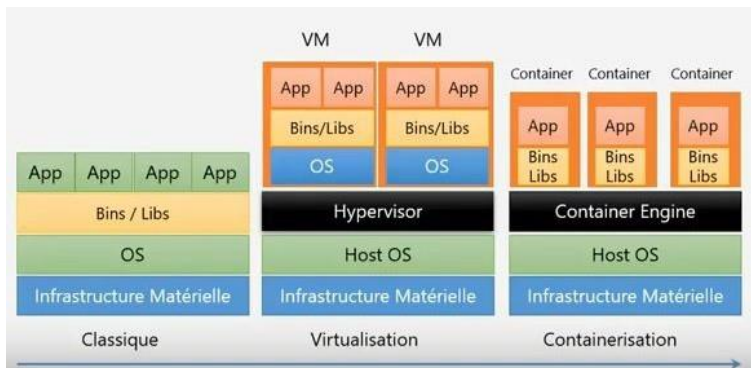 VM VM
Container Container Container
App App App App
Bins/Libs Bins/Libs
OS OS
App App App
Bins Bins Bins
Libs Libs Libs
App App App App
Bins / Libs
OS
Infrastructure Matérielle
Hypervisor
Host OS
Infrastructure Matérielle
Container Engine
Host OS
Infrastructure Matérielle
Classique Virtualisation Containerisation